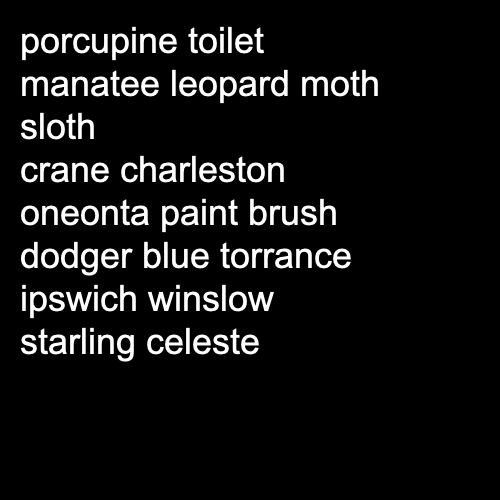 porcupine toilet
manatee leopard moth
sloth
crane charleston
oneonta paint brush
dodger blue torrance
ipswich winslow
starling celeste